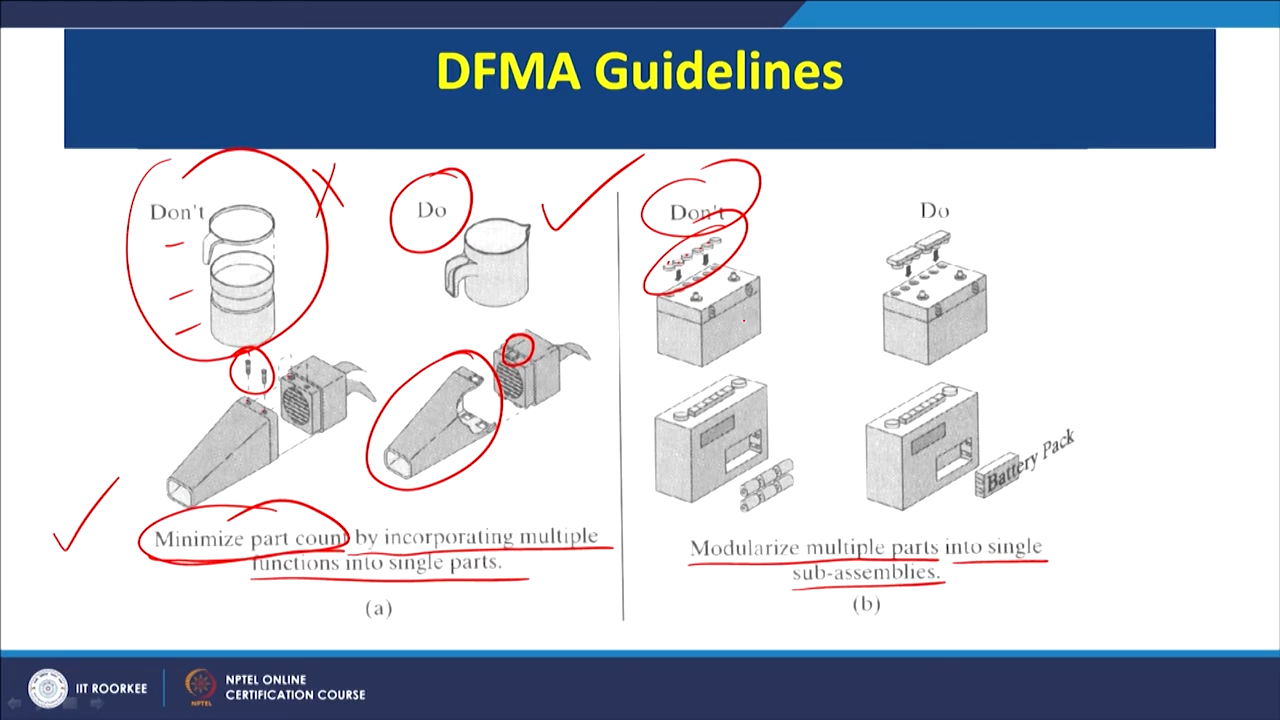 DFMA Guidelines
Don't
Do
Don't
Do
Battery Pack
Minimize part count by incorporating multiple
functions into single parts.
(a)
Modularize multiple parts into single
sub-assemblies.
(b)
IIT ROORKEE
NPTEL
NPTEL ONLINE
CERTIFICATION COURSE